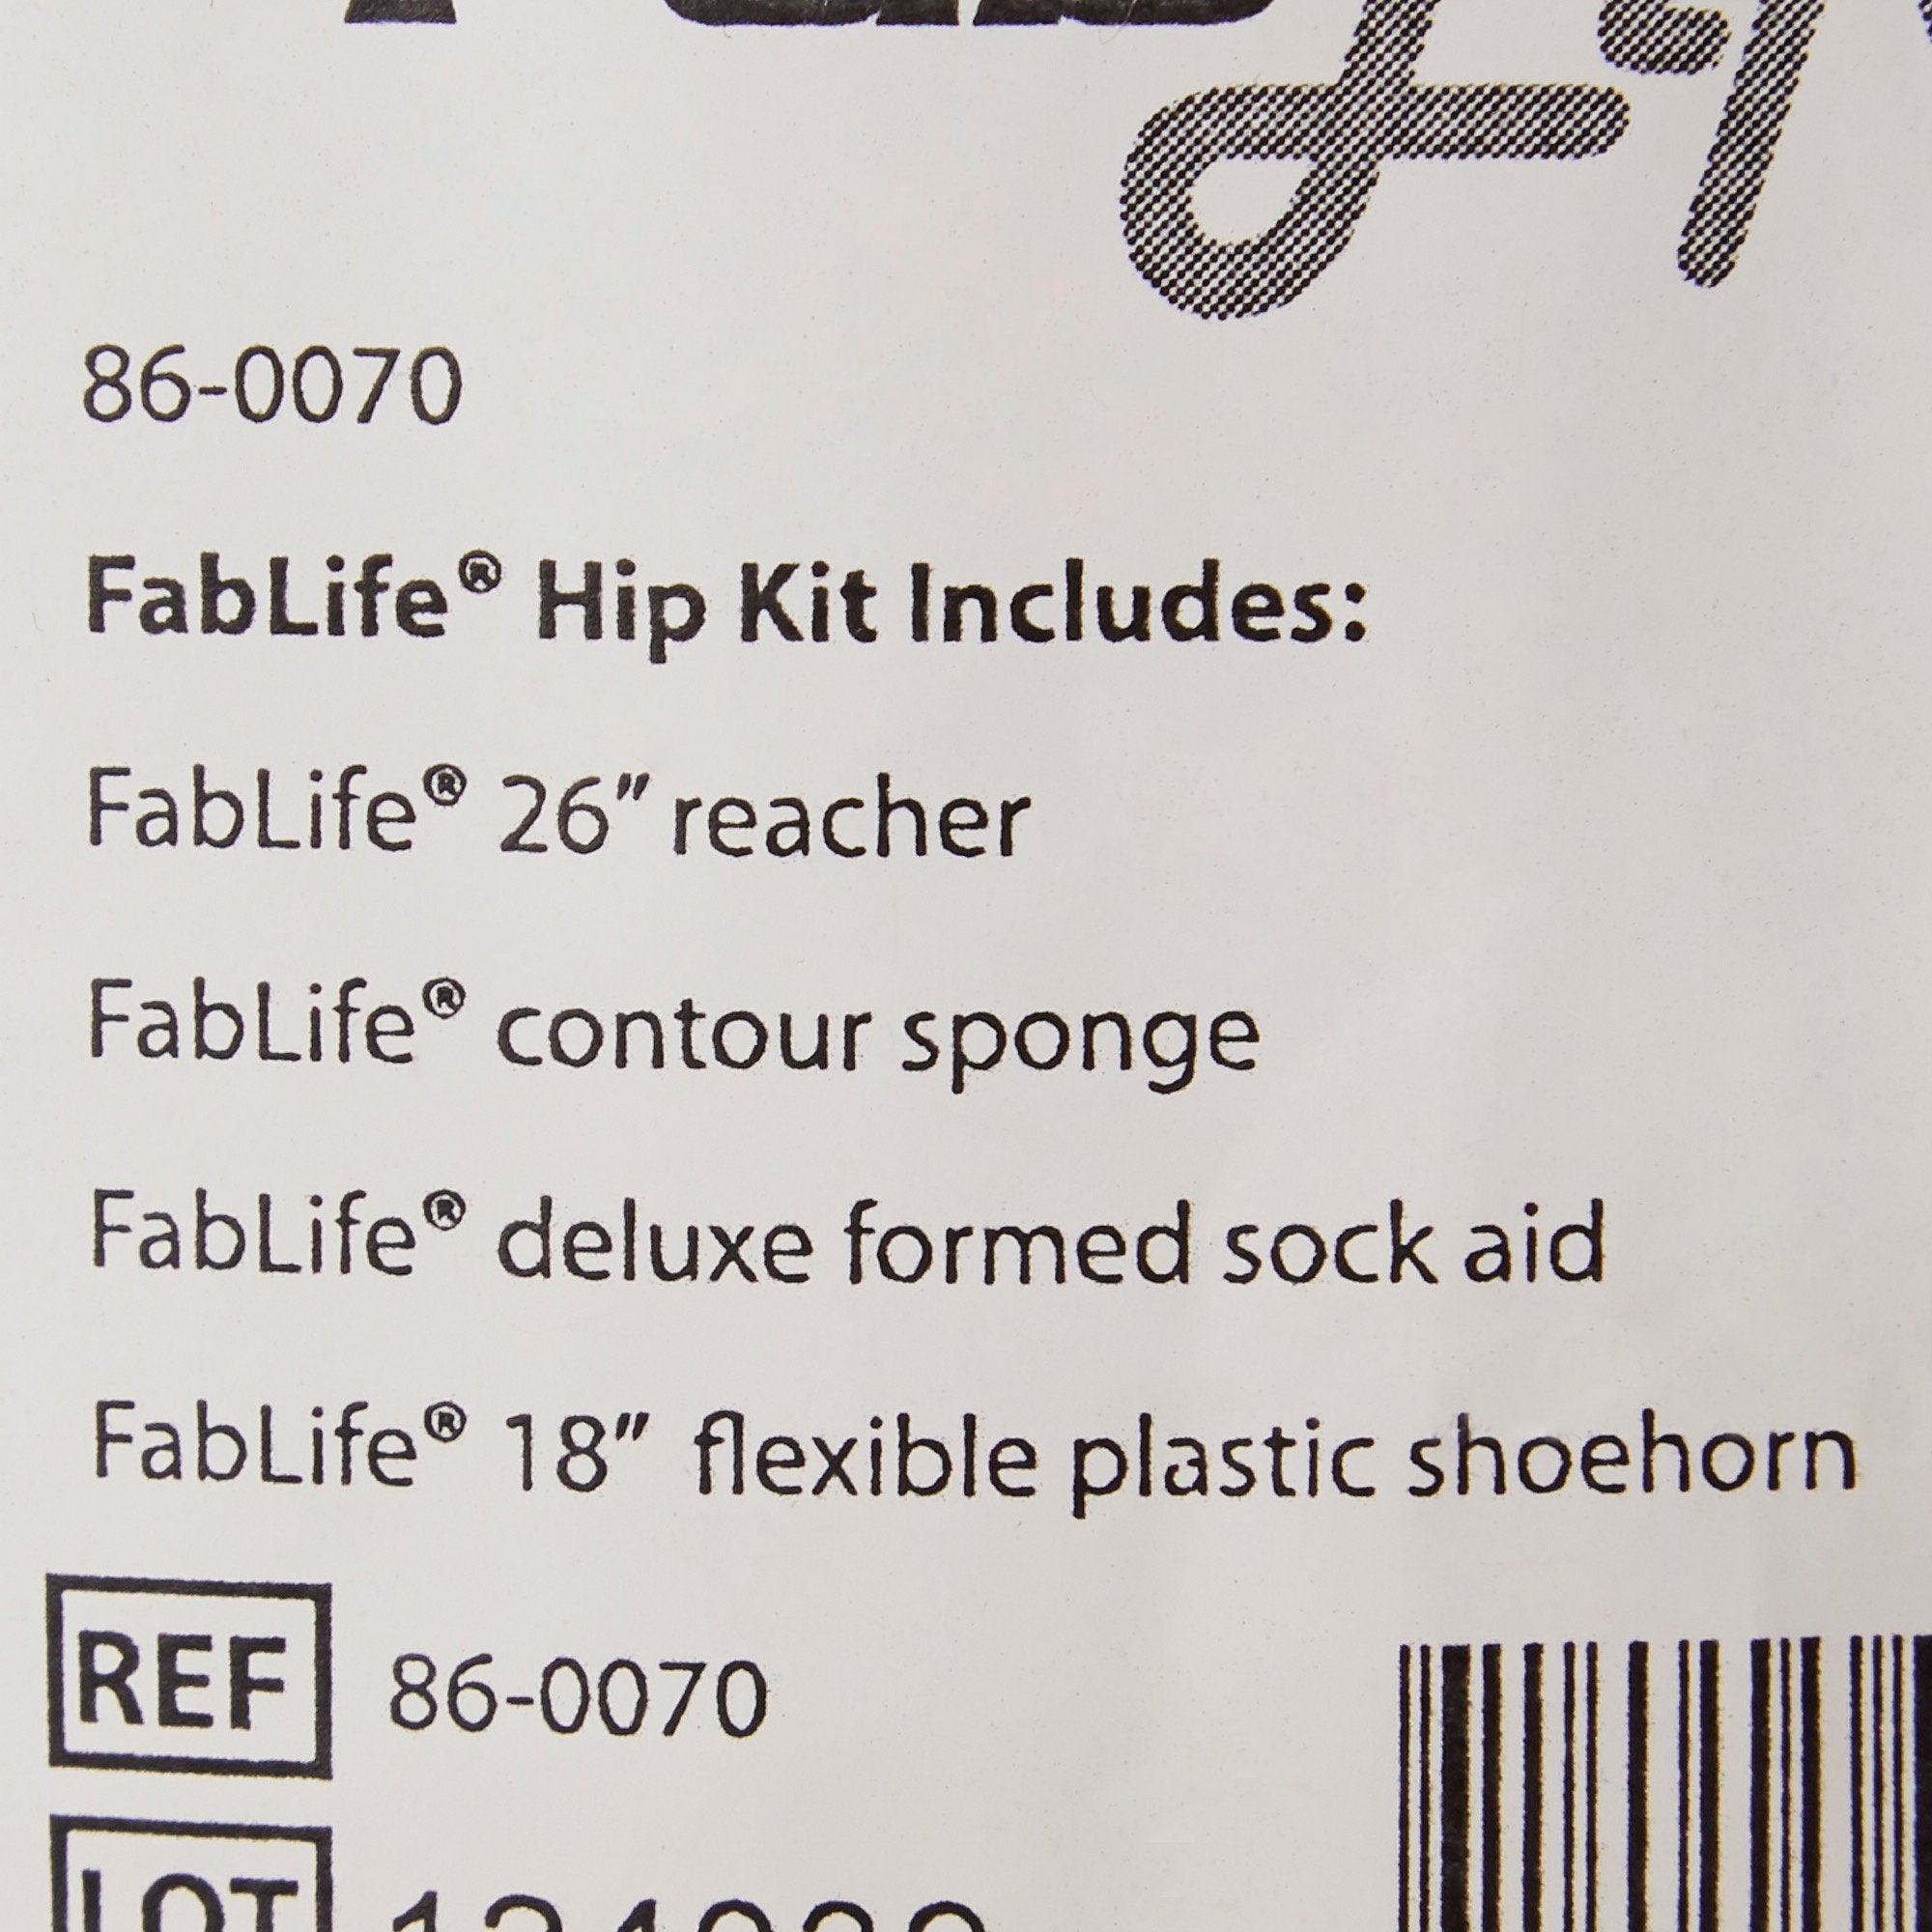 86-0070
FabLife® Hip Kit Includes:
FabLife® 26” reacher
FabLife® contour sponge
FabLife® deluxe formed sock aid
FabLife® 18” flexible plastic shoehorn
REF 86-0070
LOT